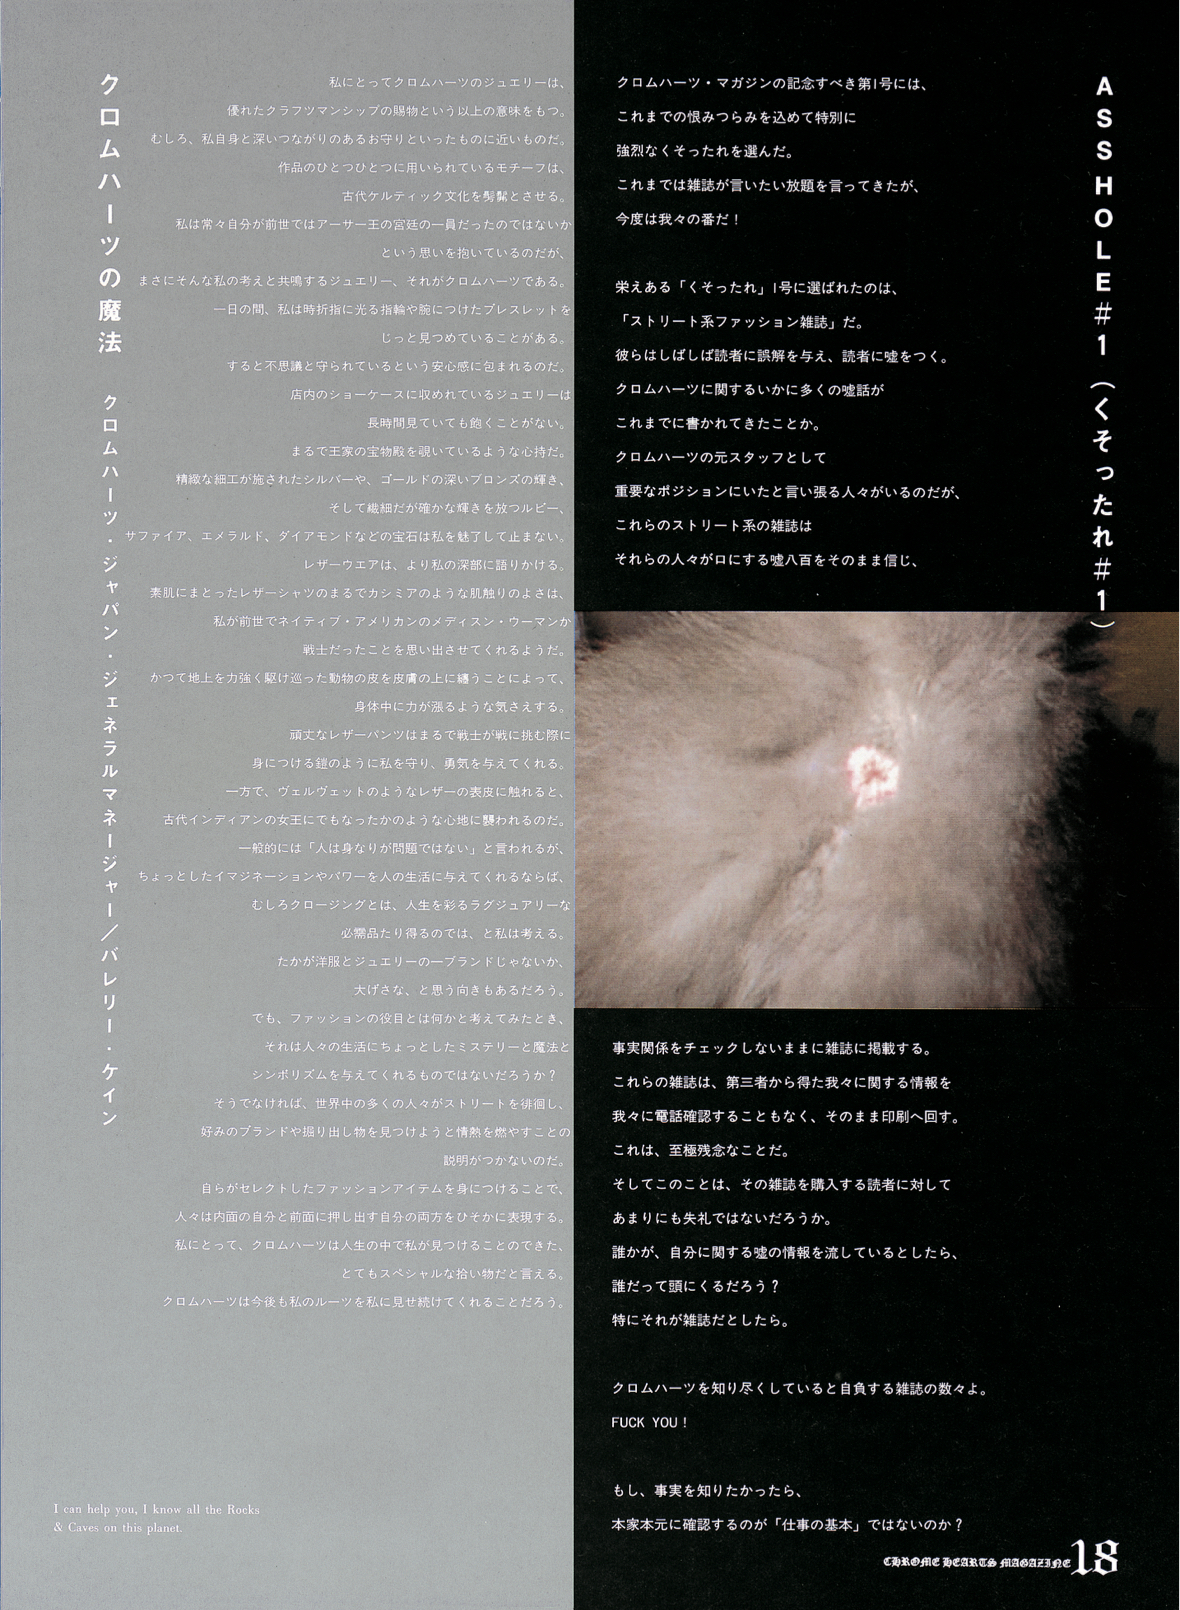 ASSHOLE#1（くそったれ#1）
クロムハーツ・マガジンの記念すべき第1号には、
これまでの恨みつらみを込めて特別に
強烈なくそったれを選んだ。
これまでは雑誌が言いたい放題を言ってきたが、
今度は我々の番だ！
栄えある「くそったれ」1号に選ばれたのは、
「ストリート系ファッション雑誌」だ。
彼らはしばしば読者に誤解を与え、読者に嘘をつく。
クロムハーツに関するいかに多くの嘘話が
これまでに書かれてきたことか。
クロムハーツの元スタッフとして
重要なポジションにいたと言い張る人々がいるのだが、
これらのストリート系の雑誌は
それらの人々が口にする嘘八百をそのまま信じ、
事実関係をチェックしないままに雑誌に掲載する。
これらの雑誌は、第三者から得た我々に関する情報を
我々に電話確認することもなく、そのまま印刷へ回す。
これは、至極残念なことだ。
そしてこのことは、その雑誌を購入する読者に対して
あまりにも失礼ではないだろうか。
誰かが、自分に関する嘘の情報を流しているとしたら、
誰だって頭にくるだろう？
特にそれが雑誌だとしたら。
クロムハーツを知り尽くしていると自負する雑誌の数々よ。
FUCK YOU！
もし、事実を知りたかったら、
本家本元に確認するのが「仕事の基本」ではないのか？
クロムハーツの魔法
クロムハーツ・ジャパン・ジェネラルマネージャー／バレリー・ケイン
私にとってクロムハーツのジュエリーは、
優れたクラフツマンシップの賜物という以上の意味をもつ。
むしろ、私自身と深いつながりのあるお守りといったものに近いものだ。
作品のひとつひとつに用いられているモチーフは、
古代ケルティック文化を髣髴とさせる。
私は常々自分が前世ではアーサー王の宮廷の一員だったのではないか
という思いを抱いているのだが、
まさにそんな私の考えと共鳴するジュエリー、それがクロムハーツである。
一日の間、私は時折指に光る指輪や腕につけたブレスレットを
じっと見つめていることがある。
すると不思議と守られているという安心感に包まれるのだ。
店内のショーケースに収めれているジュエリーは
長時間見ていても飽くことがない。
まるで王家の宝物殿を覗いているような心持だ。
精緻な細工が施されたシルバーや、ゴールドの深いブロンズの輝き、
そして繊細だが確かな輝きを放つルビー、
サファイア、エメラルド、ダイアモンドなどの宝石は私を魅了して止まない。
レザーウエアは、より私の深部に語りかける。
素肌にまとったレザーシャツのまるでカシミアのような肌触りのよさは、
私が前世でネイティブ・アメリカンのメディスン・ウーマンか
戦士だったことを思い出させてくれるようだ。
かつて地上を力強く駆け巡った動物の皮を皮膚の上に纏うことによって、
身体中に力が漲るような気さえする。
頑丈なレザーパンツはまるで戦士が戦に挑む際に
身につける鎧のように私を守り、勇気を与えてくれる。
一方で、ヴェルヴェットのようなレザーの表皮に触れると、
古代インディアンの女王にでもなったかのような心地に襲われるのだ。
一般的には「人は身なりが問題ではない」と言われるが、
ちょっとしたイマジネーションやパワーを人の生活に与えてくれるならば、
むしろクロージングとは、人生を彩るラグジュアリーな
必需品たり得るのでは、と私は考える。
たかが洋服とジュエリーの一ブランドじゃないか、
大げさな、と思う向きもあるだろう。
でも、ファッションの役目とは何かと考えてみたとき、
それは人々の生活にちょっとしたミステリーと魔法と
シンボリズムを与えてくれるものではないだろうか？
そうでなければ、世界中の多くの人々がストリートを徘徊し、
好みのブランドや掘り出し物を見つけようと情熱を燃やすことの
説明がつかないのだ。
自らがセレクトしたファッションアイテムを身につけることで、
人々は内面の自分と前面に押し出す自分の両方をひそかに表現する。
私にとって、クロムハーツは人生の中で私が見つけることのできた、
とてもスペシャルな拾い物だと言える。
クロムハーツは今後も私のルーツを私に見せ続けてくれることだろう。
I can help you, I know all the Rocks
& Caves on this planet.
CHROME HEARTS MAGAZINE 18